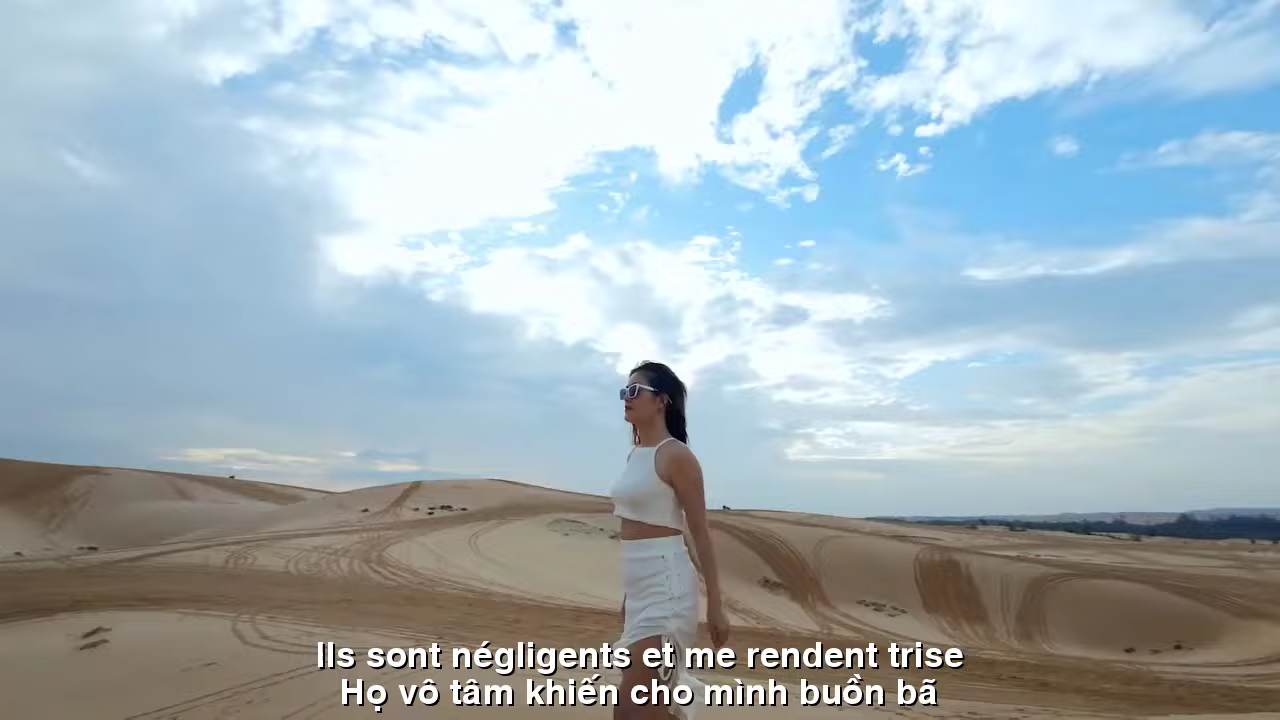 Ils sont négligents et me rendent trise
Họ vô tâm khiến cho mình buồn bã